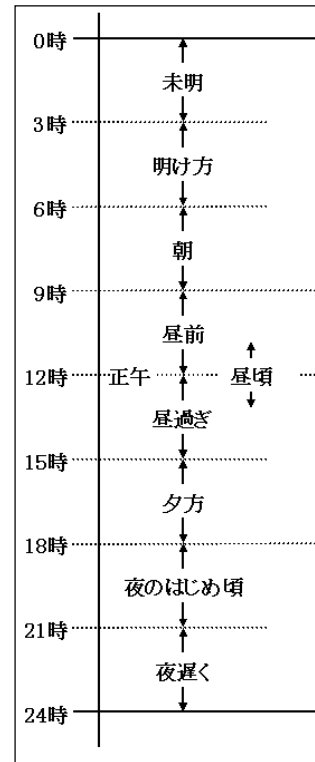 0時
未明
3時
明け方
6時
朝
9時
昼前
12時 正午 昼頃
昼過ぎ
15時
夕方
18時
夜のはじめ頃
21時
夜遅く
24時